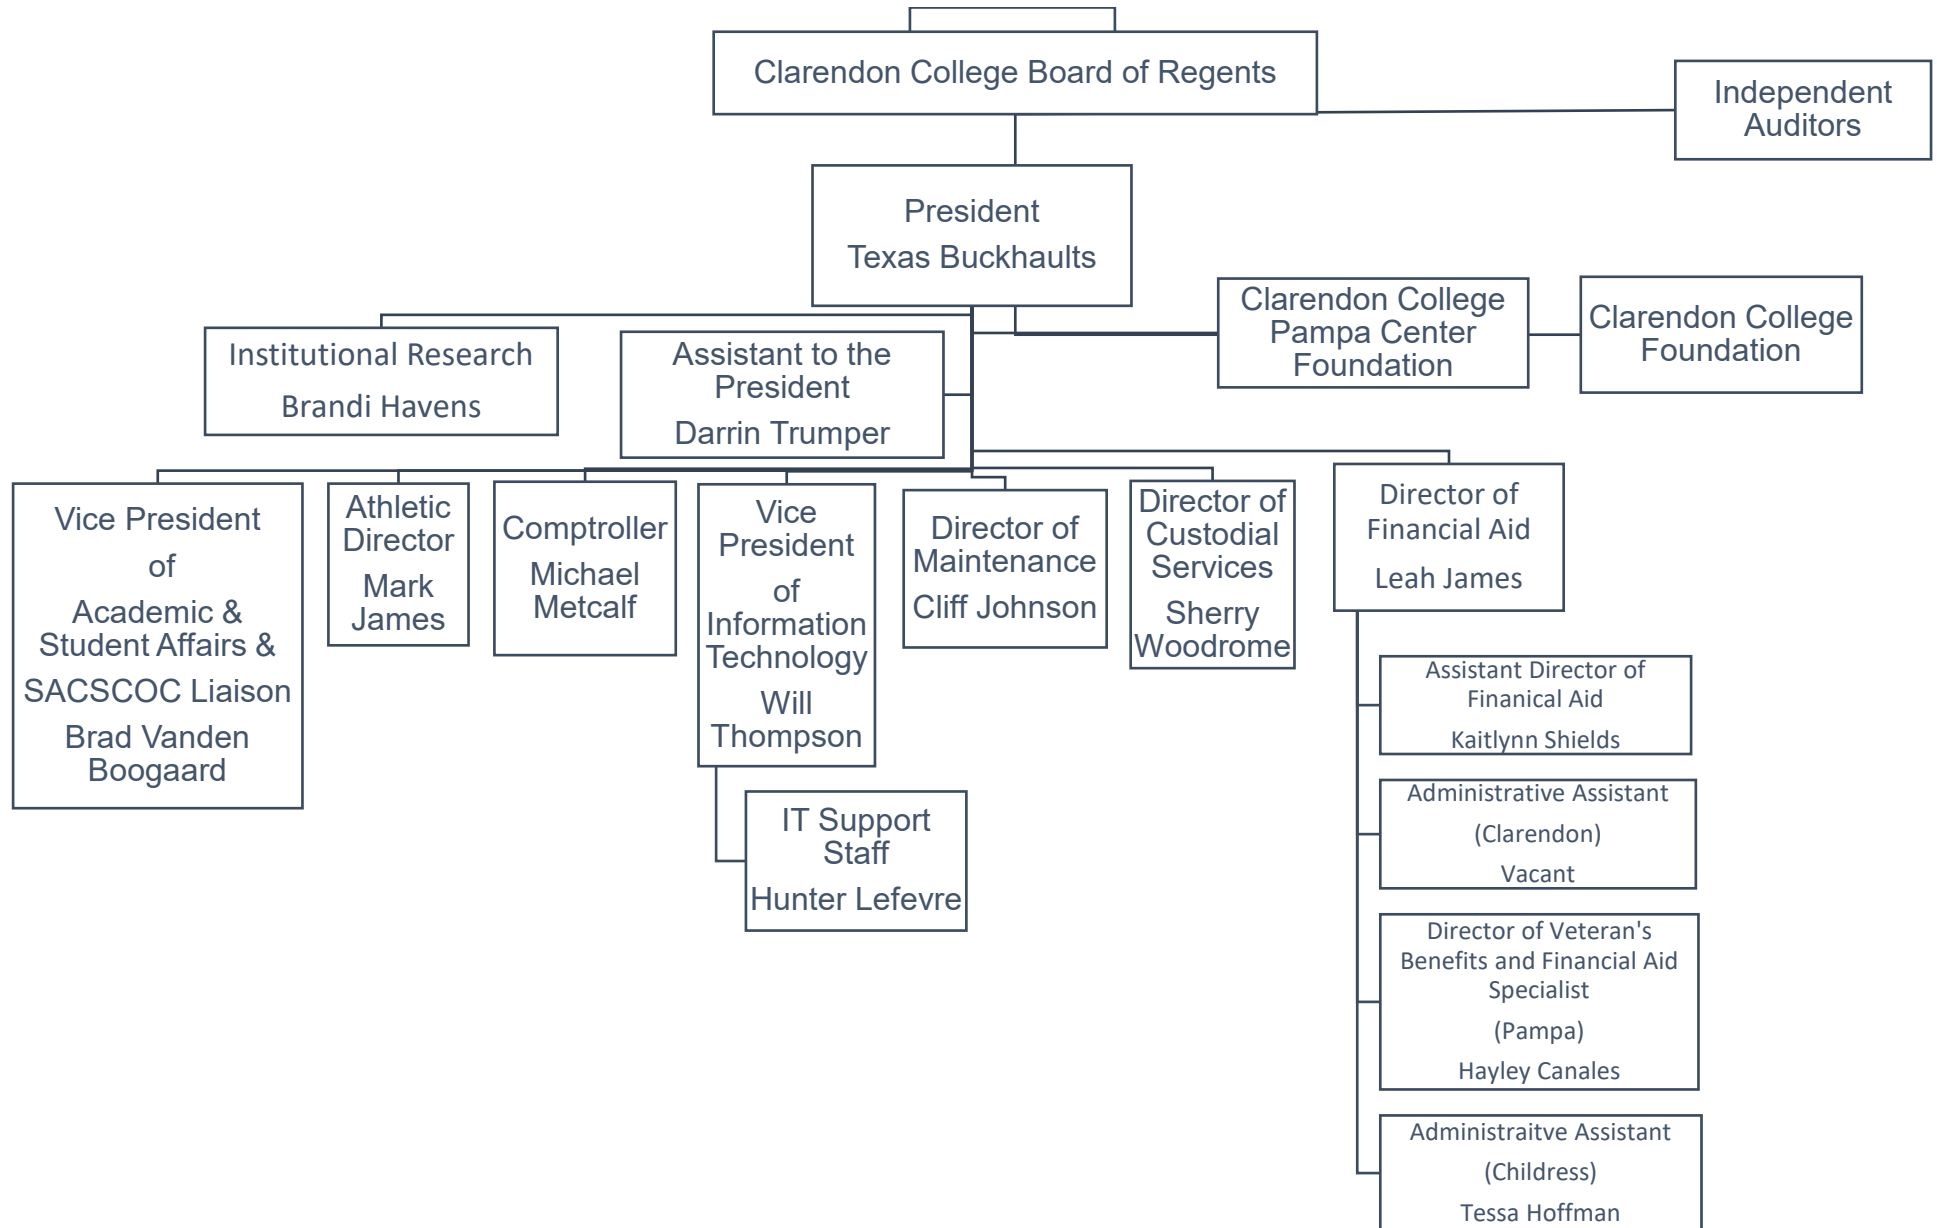 Clarendon College Board of Regents
Independent
Auditors
President
Texas Buckhaults
Clarendon College
Pampa Center
Foundation
Clarendon College
Foundation
Institutional Research
Brandi Havens
Assistant to the
President
Darrin Trumper
Vice President
of
Academic &
Student Affairs &
SACSCOC Liaison
Brad Vanden
Boogaard
Athletic
Director
Mark
James
Comptroller
Michael
Metcalf
Vice
President
of
Information
Technology
Will
Thompson
Director of
Maintenance
Cliff Johnson
Director of
Custodial
Services
Sherry
Woodrome
Director of
Financial Aid
Leah James
IT Support
Staff
Hunter Lefevre
Assistant Director of
Finanical Aid
Kaitlynn Shields
Administrative Assistant
(Clarendon)
Vacant
Director of Veteran's
Benefits and Financial Aid
Specialist
(Pampa)
Hayley Canales
Administraitve Assistant
(Childress)
Tessa Hoffman